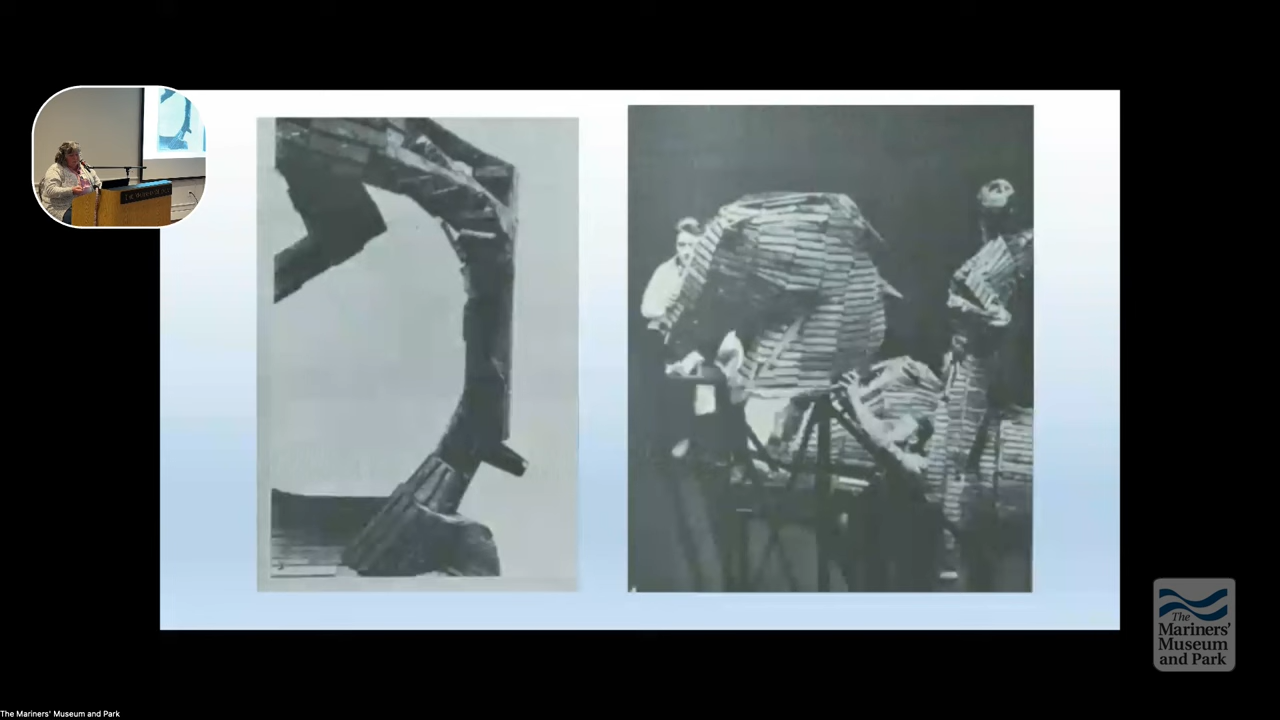 The
Mariners'
Museum
and Park
The Mariners' Museum and Park